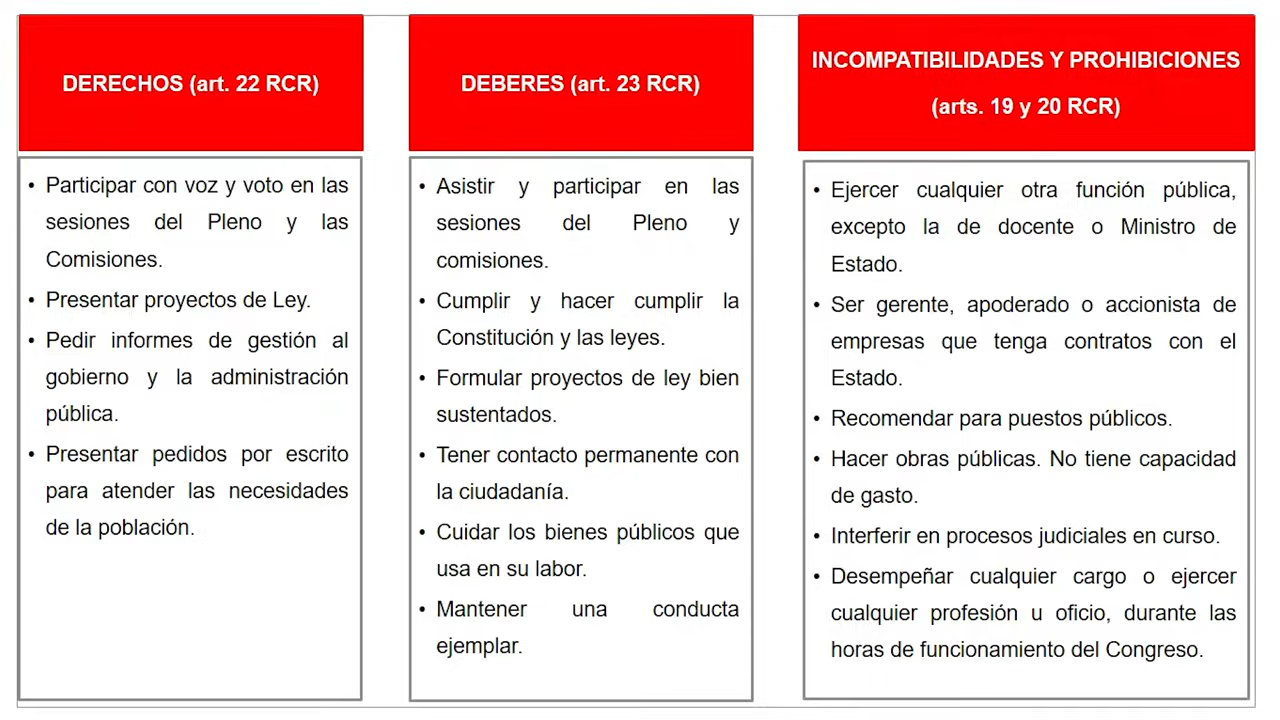 DERECHOS (art. 22 RCR)
• Participar con voz y voto en las
sesiones del Pleno y las
Comisiones.
• Presentar proyectos de Ley.
• Pedir informes de gestión al
gobierno y la administración
pública.
• Presentar pedidos por escrito
para atender las necesidades
de la población.
DEBERES (art. 23 RCR)
• Asistir y participar en las
sesiones del Pleno y
comisiones.
• Cumplir y hacer cumplir la
Constitución y las leyes.
• Formular proyectos de ley bien
sustentados.
• Tener contacto permanente con
la ciudadanía.
• Cuidar los bienes públicos que
usa en su labor.
• Mantener una conducta
ejemplar.
INCOMPATIBILIDADES Y PROHIBICIONES
(arts. 19 y 20 RCR)
• Ejercer cualquier otra función pública,
excepto la de docente o Ministro de
Estado.
• Ser gerente, apoderado o accionista de
empresas que tenga contratos con el
Estado.
• Recomendar para puestos públicos.
• Hacer obras públicas. No tiene capacidad
de gasto.
• Interferir en procesos judiciales en curso.
• Desempeñar cualquier cargo o ejercer
cualquier profesión u oficio, durante las
horas de funcionamiento del Congreso.